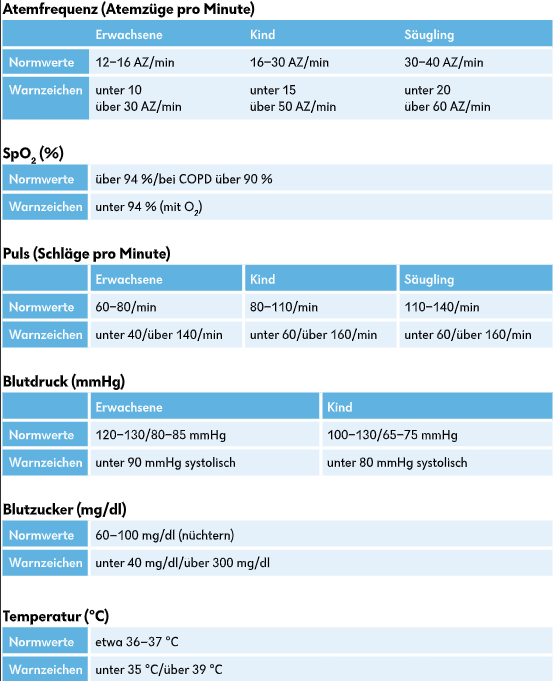 Atemfrequenz (Atemzüge pro Minute)
Erwachsene Kind Säugling
Normwerte 12–16 AZ/min 16–30 AZ/min 30–40 AZ/min
Warnzeichen unter 10 unter 15 unter 20
über 30 AZ/min über 50 AZ/min über 60 AZ/min
SpO₂ (%)
Normwerte über 94 %/bei COPD über 90 %
Warnzeichen unter 94 % (mit O₂)
Puls (Schläge pro Minute)
Erwachsene Kind Säugling
Normwerte 60–80/min 80–110/min 110–140/min
Warnzeichen unter 40/über 140/min unter 60/über 160/min unter 60/über 160/min
Blutdruck (mmHg)
Erwachsene Kind
Normwerte 120–130/80–85 mmHg 100–130/65–75 mmHg
Warnzeichen unter 90 mmHg systolisch unter 80 mmHg systolisch
Blutzucker (mg/dl)
Normwerte 60–100 mg/dl (nüchtern)
Warnzeichen unter 40 mg/dl/uber 300 mg/dl
Temperatur (°C)
Normwerte etwa 36–37 °C
Warnzeichen unter 35 °C/über 39 °C